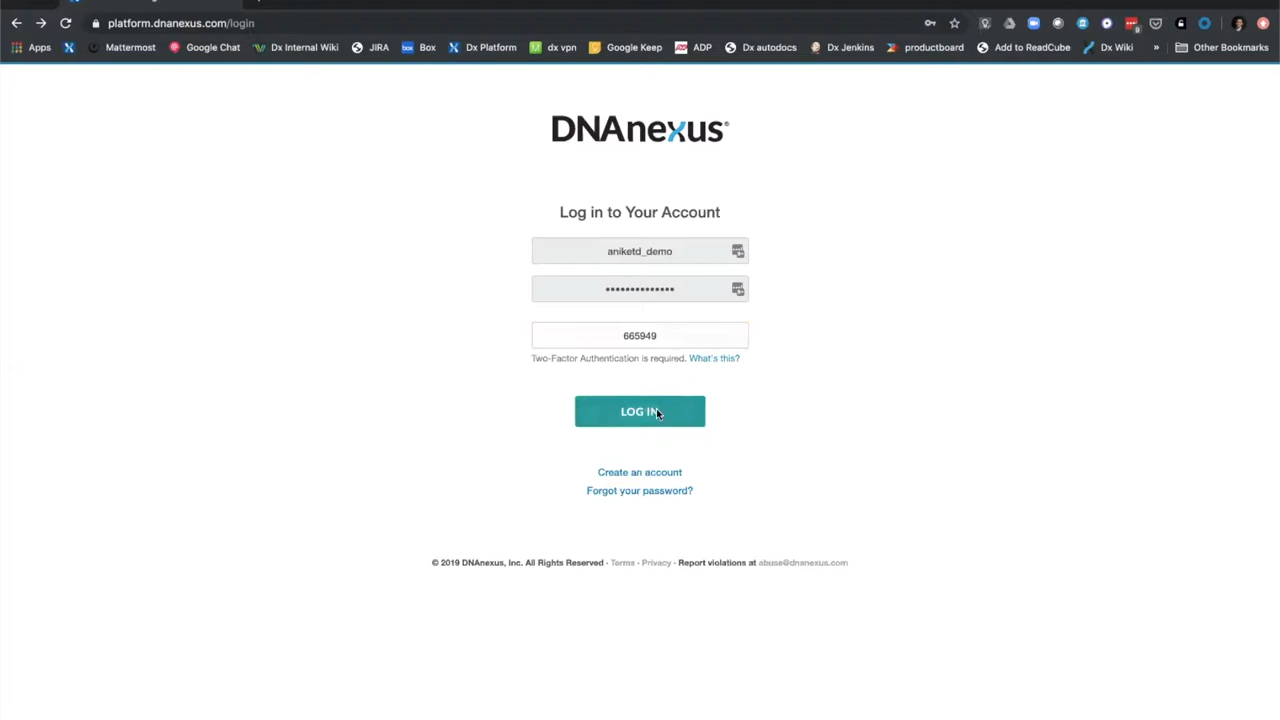 platform.dnanexus.com/login
9
Apps Mattermost Google Chat Dx Internal Wiki JIRA box Box Dx Platform dx vpn Google Keep ADP Dx autodocs Dx Jenkins productboard Add to ReadCube Dx Wiki » Other Bookmarks
DNAnexus®
Log in to Your Account
aniketd_demo
••••••••••••••
665949
Two-Factor Authentication is required. What's this?
LOG IN
Create an account
Forgot your password?
© 2019 DNAnexus, Inc. All Rights Reserved · Terms · Privacy · Report violations at abuse@dnanexus.com